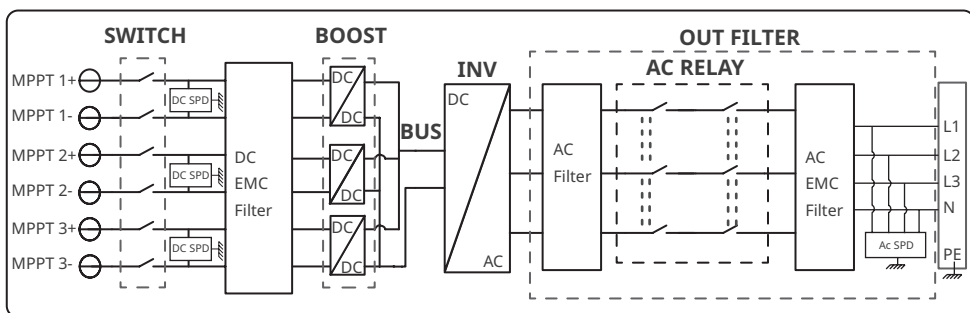 SWITCH
BOOST
OUT FILTER
INV
AC RELAY
MPPT 1+
MPPT 1-
MPPT 2+
MPPT 2-
MPPT 3+
MPPT 3-
DC SPD
DC SPD
DC SPD
DC
EMC
Filter
DC
DC
DC
DC
DC
DC
BUS
DC
AC
AC
Filter
AC
EMC
Filter
L1
L2
L3
N
Ac SPD
PE